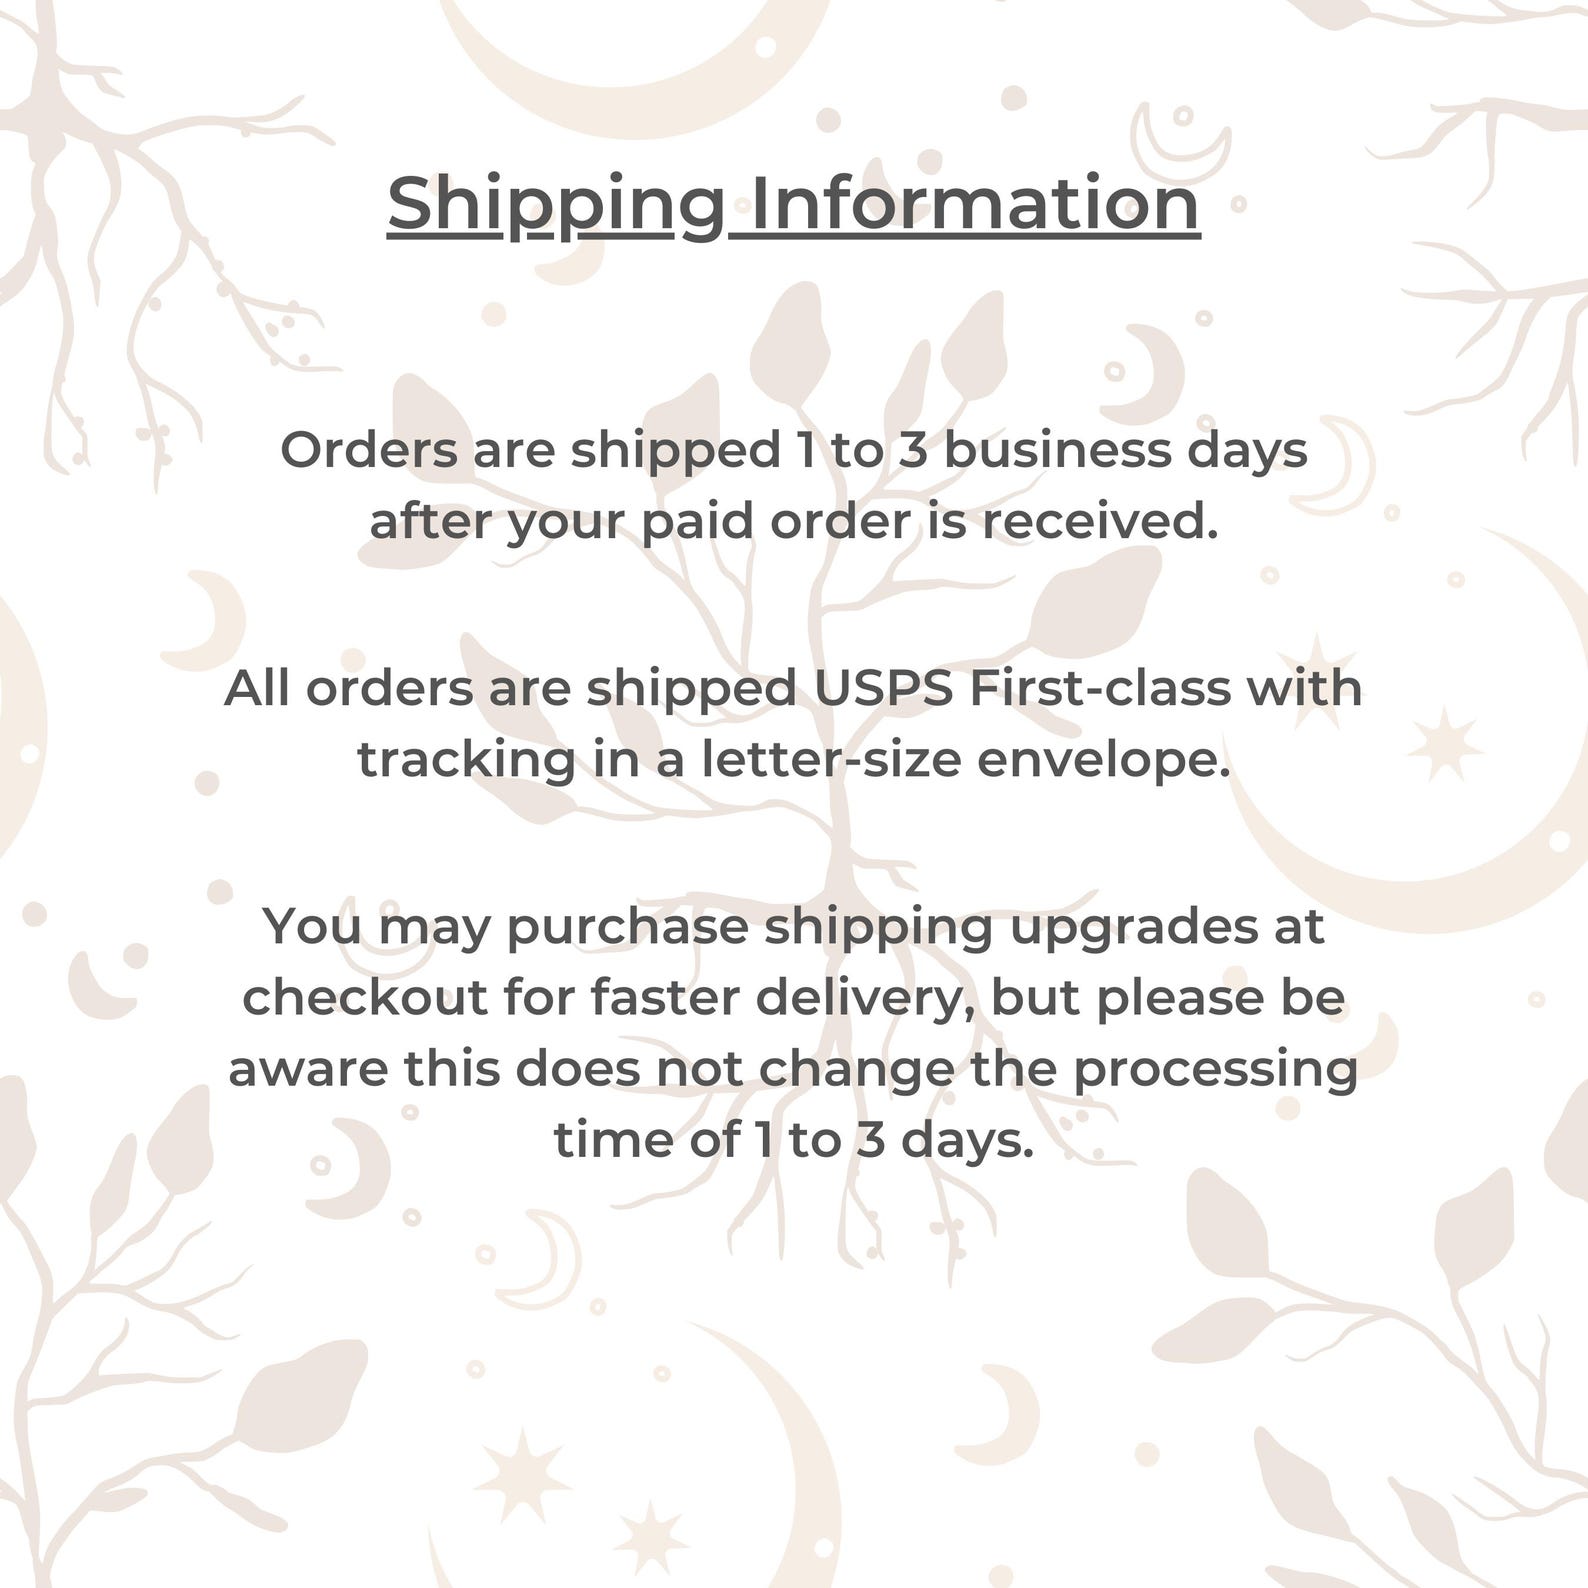 Shipping Information
Orders are shipped 1 to 3 business days
after your paid order is received.
All orders are shipped USPS First-class with
tracking in a letter-size envelope.
You may purchase shipping upgrades at
checkout for faster delivery, but please be
aware this does not change the processing
time of 1 to 3 days.